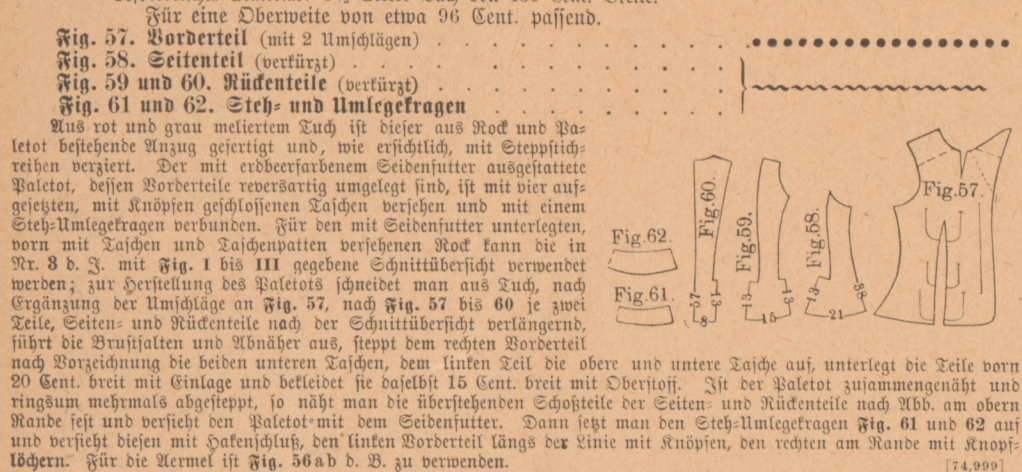 Für eine Oberweite von etwa 96 Cent. passend.
Fig. 57. Vorderteil (mit 2 Umschlägen)
Fig. 58. Seitenteil (verkürzt)
Fig. 59 und 60. Rückenteile (verkürzt)
Fig. 61 und 62. Steh- und Umlegekragen
Aus rot und grau meliertem Tuch ist dieser aus Rock und Pa-
letot bestehende Anzug gefertigt und, wie ersichtlich, mit Steppstich-
reihen verziert. Der mit erdbeerfarbenem Seidenfutter ausgestattete
Paletot, dessen Vorderteile reversartig umgelegt sind, ist mit vier auf-
gesetzten, mit Knöpfen geschlossenen Taschen versehen und mit einem
Steh-Umlegekragen verbunden. Für den mit Seidenfutter unterlegten,
vorn mit Taschen und Taschenpatten versehenen Rock kann die in
Nr. 3 d. J. mit Fig. I bis III gegebene Schnittübersicht verwendet
werden; zur Herstellung des Paletots schneidet man aus Tuch, nach
Ergänzung der Umschläge an Fig. 57, nach Fig. 57 bis 60 je zwei
Teile, Seiten- und Rückenteile nach der Schnittübersicht verlängernd,
führt die Brustfalten und Abnäher aus, steppt dem rechten Vorderteil
nach Vorzeichnung die beiden unteren Taschen, dem linken Teil die obere und untere Tasche auf, unterlegt die Teile vorn
20 Cent. breit mit Einlage und bekleidet sie daselbst 15 Cent. breit mit Oberstoff. Ist der Paletot zusammengenäht und
ringsum mehrmals abgesteppt, so näht man die überstehenden Schoßteile der Seiten- und Rückenteile nach Abb. am obern
Rande fest und versieht den Paletot mit dem Seidenfutter. Dann setzt man den Steh-Umlegekragen Fig. 61 und 62 auf
und versieht diesen mit Hakenschluß, den linken Vorderteil längs der Linie mit Knöpfen, den rechten am Rande mit Knopf-
löchern. Für die Aermel ist Fig. 56ab d. B. zu verwenden.
[74,999]
Fig. 62.
Fig. 61.
Fig. 60.
57
13
8
Fig. 59.
13
13
15
Fig. 58.
13
38
21
Fig. 57.